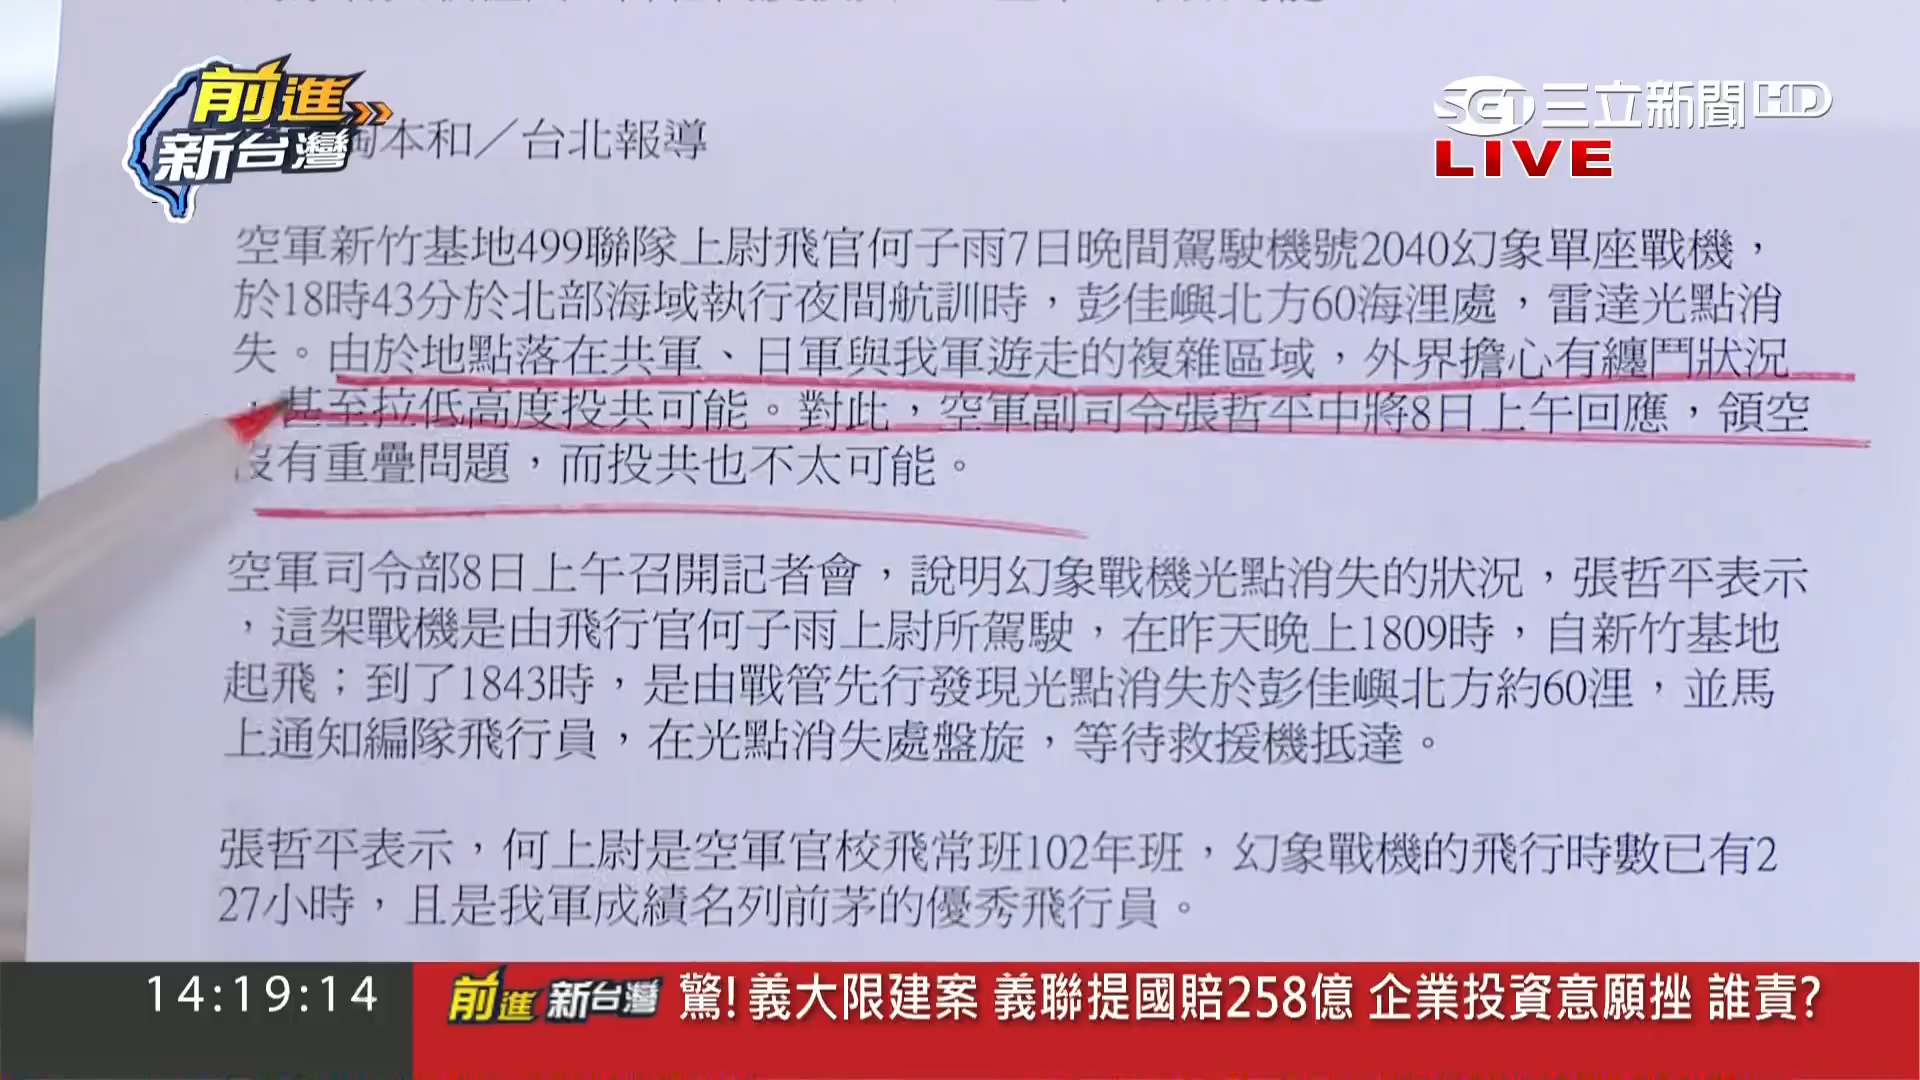 前進
新台灣
SET三立新聞HD
LIVE
本和／台北報導
空軍新竹基地499聯隊上尉飛官何子雨7日晚間駕駛機號2040幻象單座戰機，
於18時43分於北部海域執行夜間航訓時，彭佳嶼北方60海浬處，雷達光點消
失。由於地點落在共軍、日軍與我軍遊走的複雜區域，外界擔心有纏鬥狀況
，甚至拉低高度投共可能。對此，空軍副司令張哲平中將8日上午回應，領空
沒有重疊問題，而投共也不太可能。
空軍司令部8日上午召開記者會，說明幻象戰機光點消失的狀況，張哲平表示
，這架戰機是由飛行官何子雨上尉所駕駛，在昨天晚上1809時，自新竹基地
起飛；到了1843時，是由戰管先行發現光點消失於彭佳嶼北方約60浬，並馬
上通知編隊飛行員，在光點消失處盤旋，等待救援機抵達。
張哲平表示，何上尉是空軍官校飛常班102年班，幻象戰機的飛行時數已有2
27小時，且是我軍成績名列前茅的優秀飛行員。
14:19:14
前進新台灣 驚!義大限建案 義聯提國賠258億 企業投資意願挫 誰責?